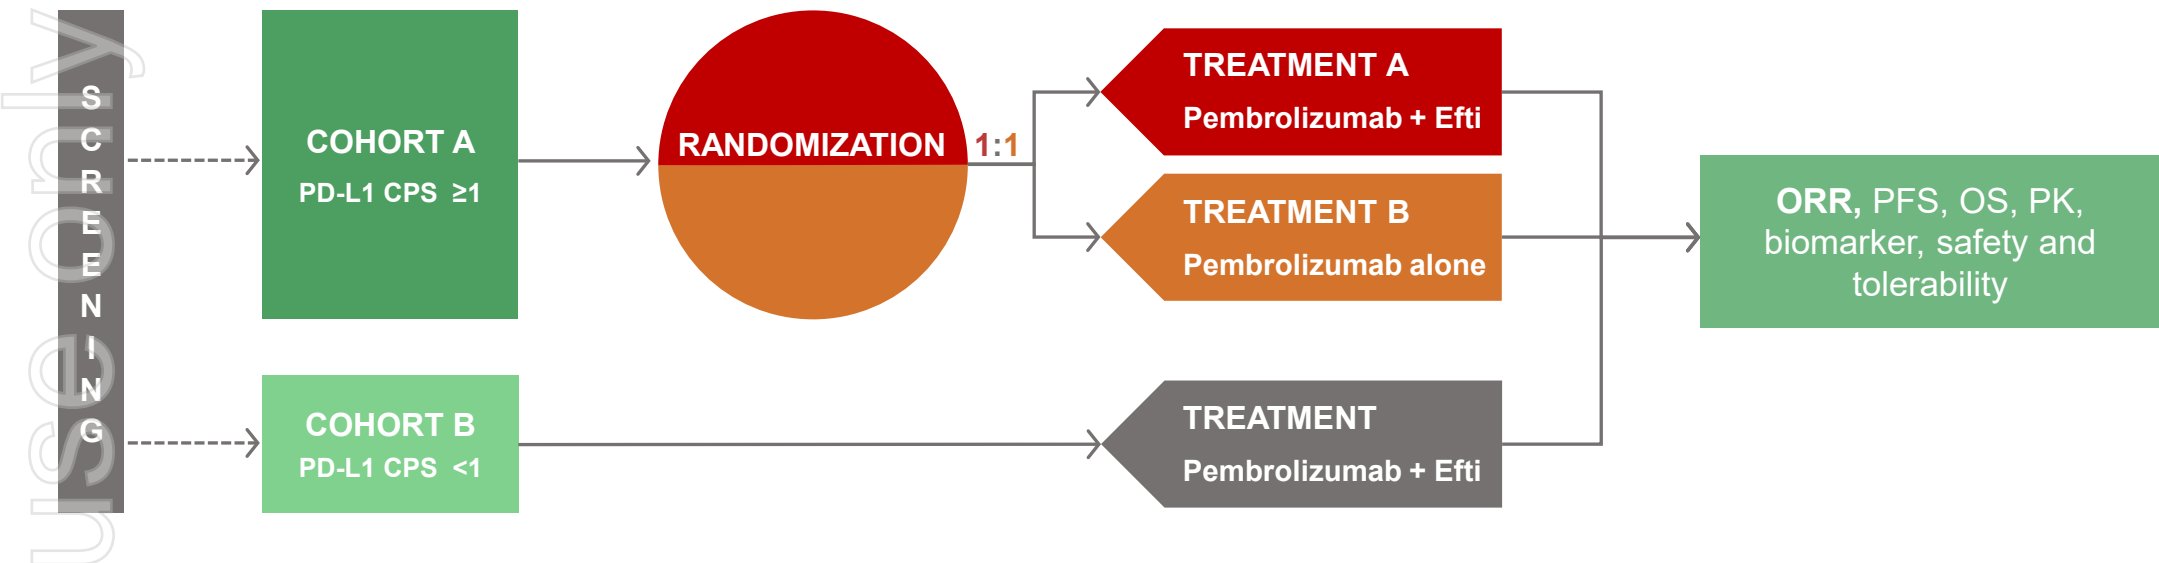 use only
SCREENING
COHORT A
PD-L1 CPS ≥1
RANDOMIZATION
1:1
TREATMENT A
Pembrolizumab + Efti
TREATMENT B
Pembrolizumab alone
ORR, PFS, OS, PK,
biomarker, safety and
tolerability
COHORT B
PD-L1 CPS <1
TREATMENT
Pembrolizumab + Efti